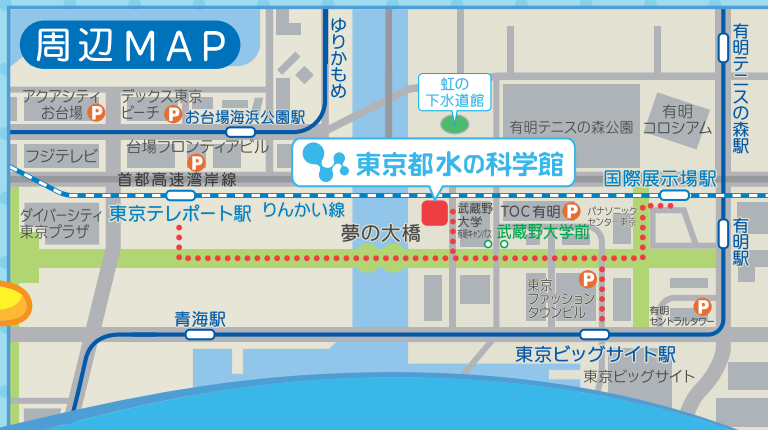 周辺MAP
ゆりかもめ
虹の
下水道館
有明テニスの森駅
アクアシティ
お台場 P
デックス東京
ビーチ P
お台場海浜公園駅
有明テニスの森公園
有明
コロシアム
フジテレビ
台場フロンティアビル
P
東京都水の科学館
首都高速湾岸線
国際展示場駅
ダイバーシティ
東京プラザ
東京テレポート駅
りんかい線
夢の大橋
武蔵野
大学
有明キャンパス
TOC有明 P
パナソニック
センター東京
武蔵野大学前
有明駅
東京
ファッション
タウンビル
P
有明
セントラルタワー
P
青海駅
東京ビッグサイト駅
東京ビッグサイト